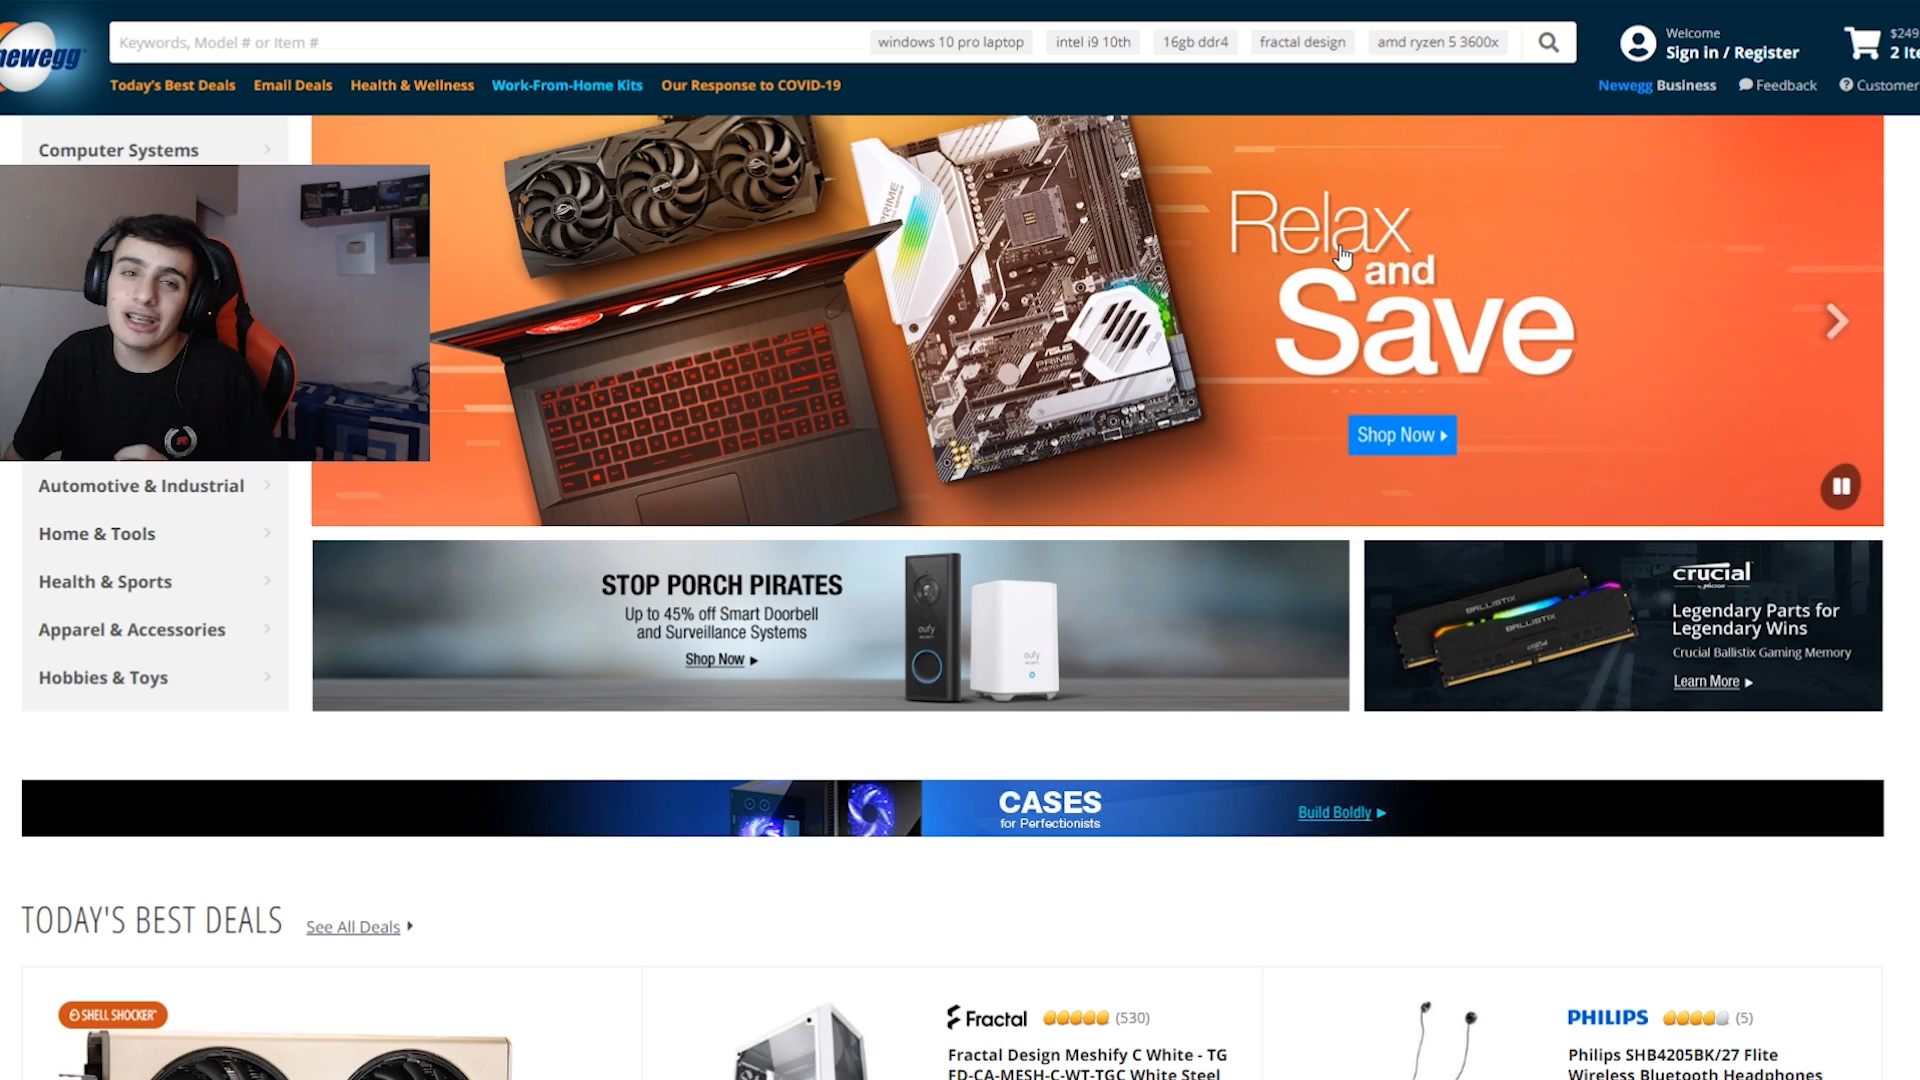 newegg
Keywords, Model # or Item #
windows 10 pro laptop
intel i9 10th
16gb ddr4
fractal design
amd ryzen 5 3600x
Welcome
Sign in / Register
$249
2 Ite
Today's Best Deals
Email Deals
Health & Wellness
Work-From-Home Kits
Our Response to COVID-19
Newegg Business
Feedback
Customer
Computer Systems
Automotive & Industrial
Home & Tools
Health & Sports
Apparel & Accessories
Hobbies & Toys
PRIME
ASUS
PRIME
Relax
and
Save
Shop Now
STOP PORCH PIRATES
Up to 45% off Smart Doorbell
and Surveillance Systems
Shop Now
eufy
eufy
BALLISTIX
BALLISTIX
crucial
Legendary Parts for
Legendary Wins
Crucial Ballistix Gaming Memory
Learn More
CASES
for Perfectionists
Build Boldly
TODAY'S BEST DEALS
See All Deals
SHELL SHOCKER
Fractal
(530)
Fractal Design Meshify C White - TG
FD-CA-MESH-C-WT-TGC White Steel
PHILIPS
(5)
Philips SHB4205BK/27 Flite
Wireless Bluetooth Headphones